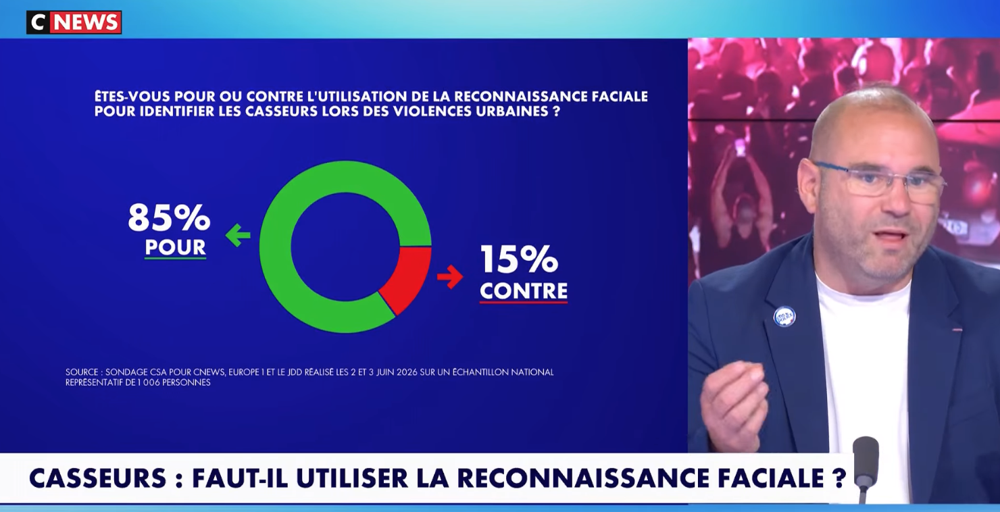 CNEWS
ÊTES-VOUS POUR OU CONTRE L'UTILISATION DE LA RECONNAISSANCE FACIALE
POUR IDENTIFIER LES CASSEURS LORS DES VIOLENCES URBAINES ?
85%
POUR
15%
CONTRE
SOURCE : SONDAGE CSA POUR CNEWS, EUROPE 1 ET LE JDD RÉALISÉ LES 2 ET 3 JUIN 2026 SUR UN ÉCHANTILLON NATIONAL
REPRÉSENTATIF DE 1 006 PERSONNES
CASSEURS : FAUT-IL UTILISER LA RECONNAISSANCE FACIALE ?